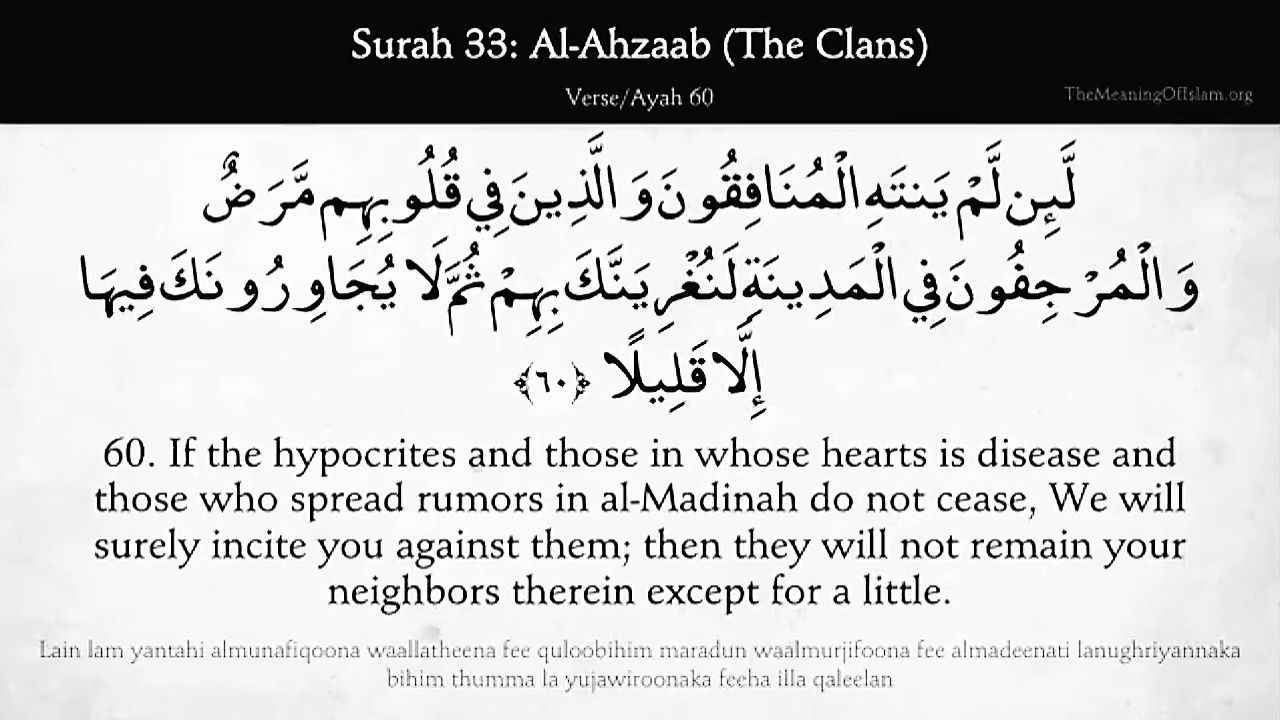 Surah 33: Al-Ahzaab (The Clans)
Verse/Ayah 60
TheMeaningOfIslam.org
لَّئِن لَّمْ يَنتَهِ الْمُنَافِقُونَ وَالَّذِينَ فِي قُلُوبِهِم مَّرَضٌ
وَالْمُرْجِفُونَ فِي الْمَدِينَةِ لَنُغْرِيَنَّكَ بِهِمْ ثُمَّ لَا يُجَاوِرُونَكَ فِيهَا
إِلَّا قَلِيلًا ﴿٦٠﴾
60. If the hypocrites and those in whose hearts is disease and
those who spread rumors in al-Madinah do not cease, We will
surely incite you against them; then they will not remain your
neighbors therein except for a little.
Lain lam yantahi almunafiqoona waallatheena fee quloobihim maradun waalmurjifoona fee almadeenati lanughriyannaka
bihim thumma la yujawiroonaka feeha illa qaleelan